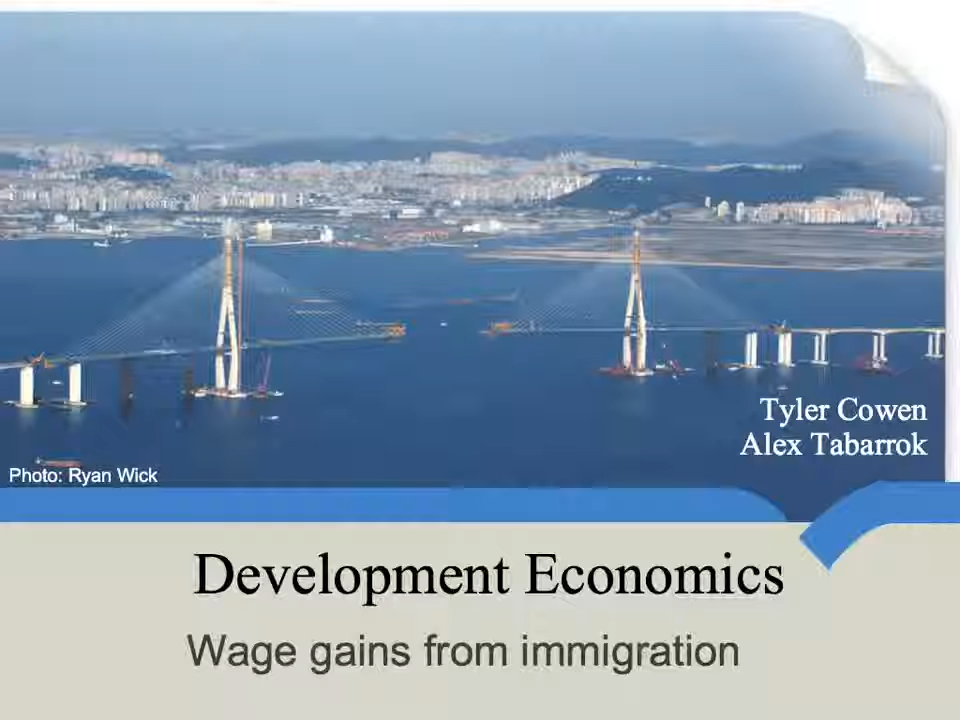 Tyler Cowen
Alex Tabarrok
Photo: Ryan Wick
Development Economics
Wage gains from immigration